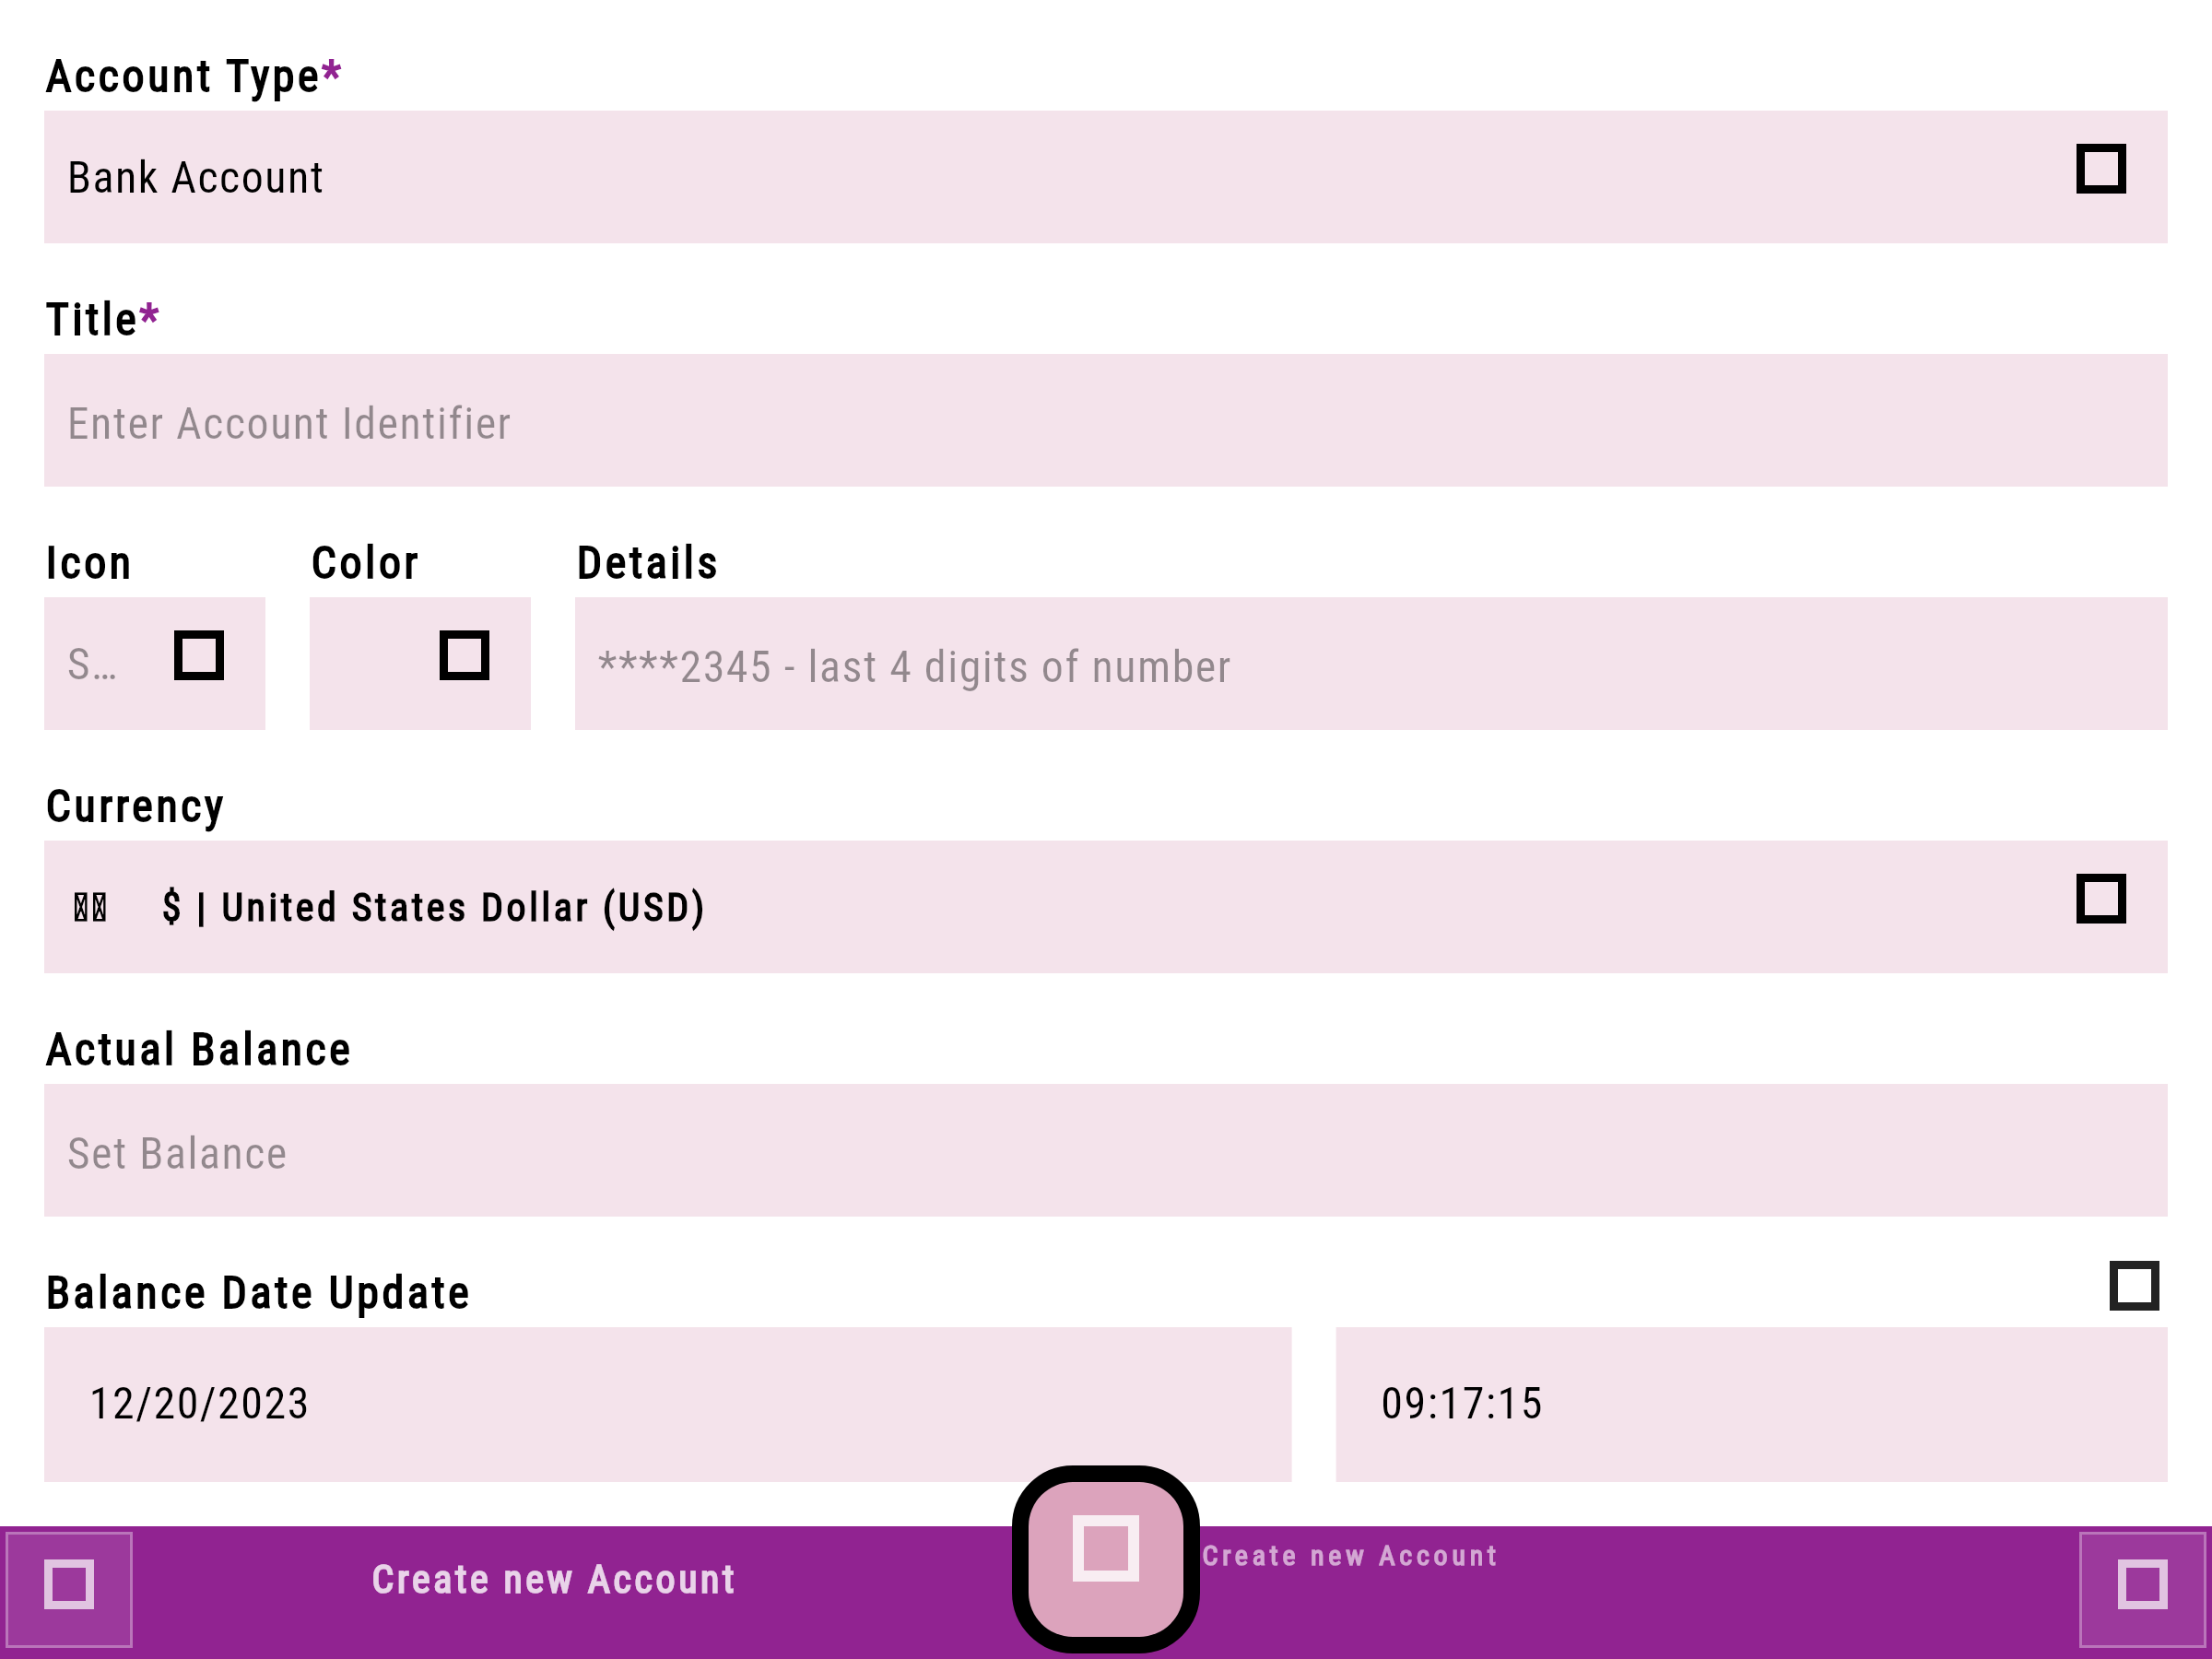 Account Type*
Bank Account
Title*
Enter Account Identifier
Icon Color Details
S… ****2345 - last 4 digits of number
Currency
$ | United States Dollar (USD)
Actual Balance
Set Balance
Balance Date Update
12/20/2023 09:17:15
Create new Account
Create new Account